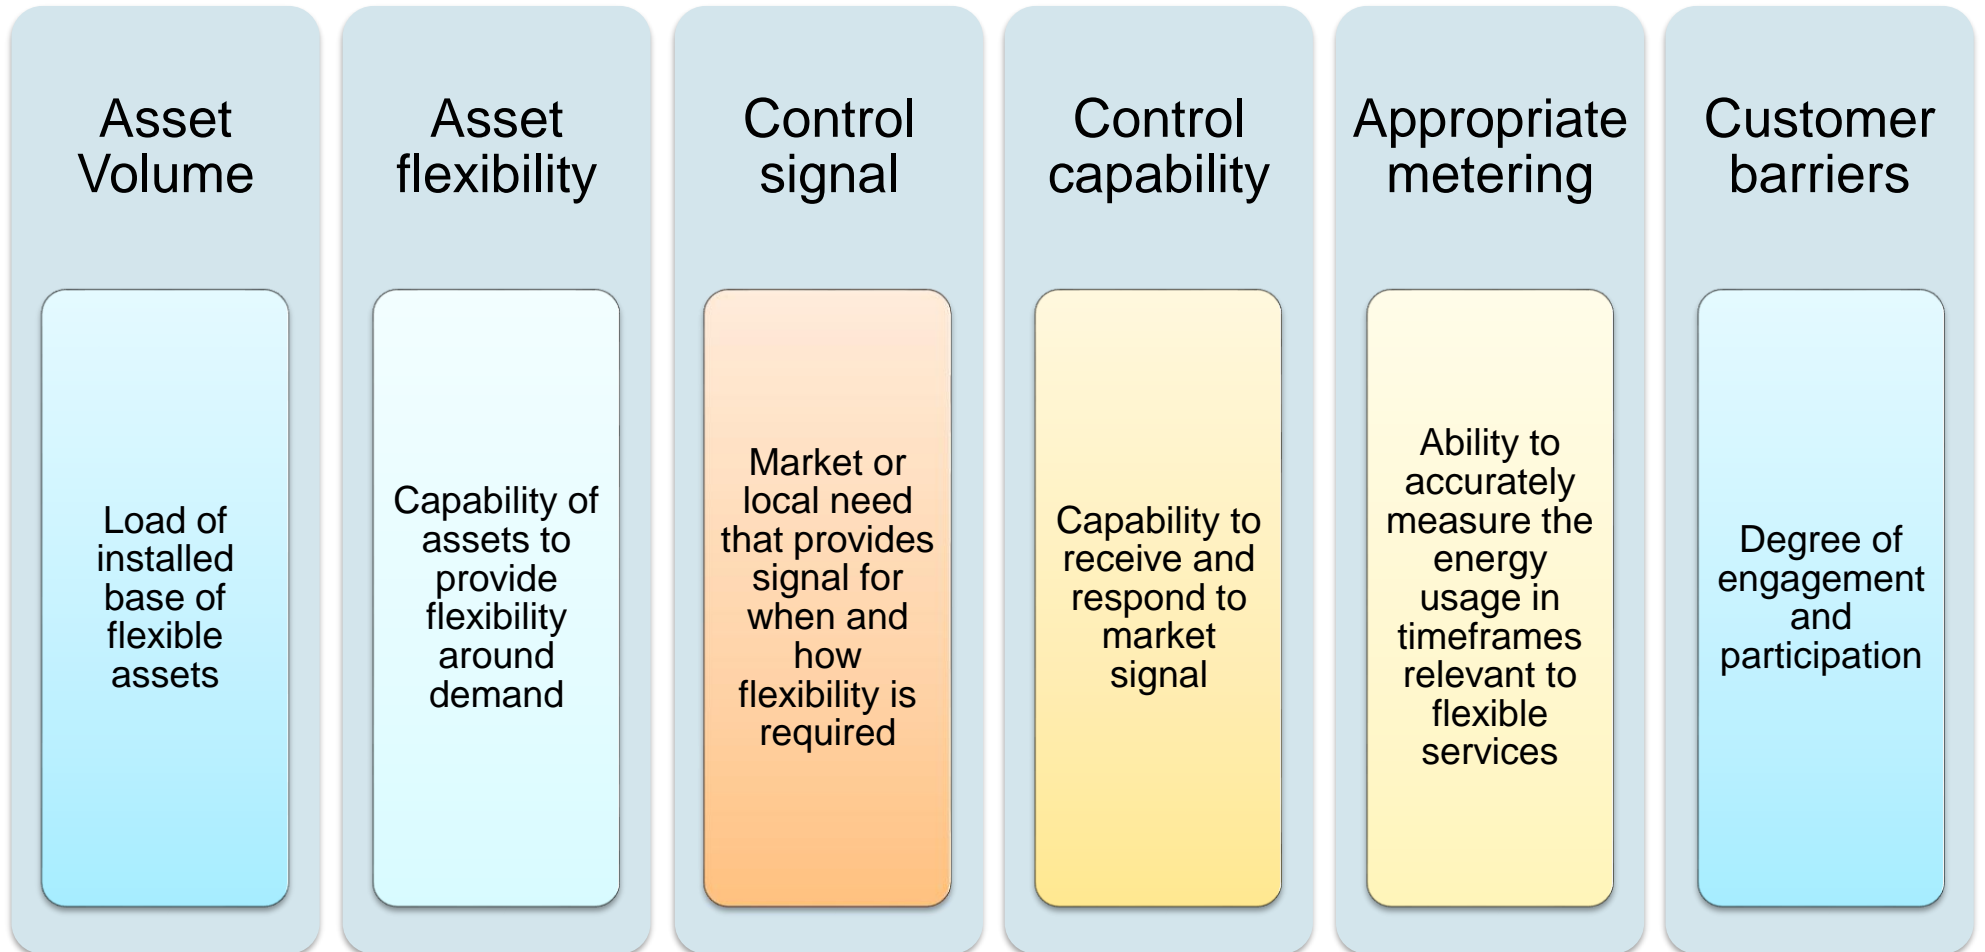 Asset
Volume
Load of
installed
base of
flexible
assets
Asset
flexibility
Capability of
assets to
provide
flexibility
around
demand
Control
signal
Market or
local need
that provides
signal for
when and
how
flexibility is
required
Control
capability
Capability to
receive and
respond to
market
signal
Appropriate
metering
Ability to
accurately
measure the
energy
usage in
timeframes
relevant to
flexible
services
Customer
barriers
Degree of
engagement
and
participation